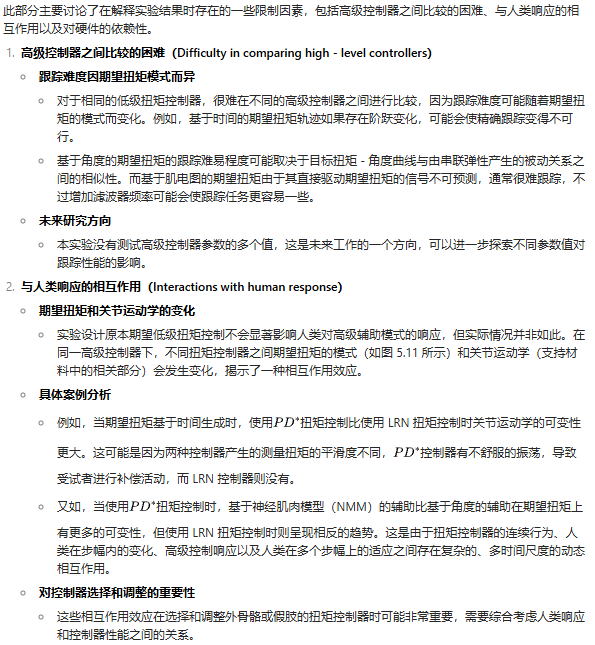 此部分主要讨论了在解释实验结果时存在的一些限制因素，包括高级控制器之间比较的困难、与人类响应的相
互作用以及对硬件的依赖性。
1. 高级控制器之间比较的困难（Difficulty in comparing high - level controllers）
跟踪难度因期望扭矩模式而异
对于相同的低级扭矩控制器，很难在不同的高级控制器之间进行比较，因为跟踪难度可能随着期望扭
矩的模式而变化。例如，基于时间的期望扭矩轨迹如果存在阶跃变化，可能会使精确跟踪变得不可
行。
基于角度的期望扭矩的跟踪难易程度可能取决于目标扭矩 - 角度曲线与由串联弹性产生的被动关系之
间的相似性。而基于肌电图的期望扭矩由于其直接驱动期望扭矩的信号不可预测，通常很难跟踪，不
过增加滤波器频率可能会使跟踪任务更容易一些。
未来研究方向
本实验没有测试高级控制器参数的多个值，这是未来工作的一个方向，可以进一步探索不同参数值对
跟踪性能的影响。
2. 与人类响应的相互作用（Interactions with human response）
期望扭矩和关节运动学的变化
实验设计原本期望低级扭矩控制不会显著影响人类对高级辅助模式的响应，但实际情况并非如此。在
同一高级控制器下，不同扭矩控制器之间期望扭矩的模式（如图 5.11 所示）和关节运动学（支持材
料中的相关部分）会发生变化，揭示了一种相互作用效应。
具体案例分析
例如，当期望扭矩基于时间生成时，使用PD*扭矩控制比使用 LRN 扭矩控制时关节运动学的可变性
更大。这可能是因为两种控制器产生的测量扭矩的平滑度不同，PD*控制器有不舒服的振荡，导致
受试者进行补偿活动，而 LRN 控制器则没有。
又如，当使用PD*扭矩控制时，基于神经肌肉模型（NMM）的辅助比基于角度的辅助在期望扭矩上
有更多的可变性，但使用 LRN 扭矩控制时则呈现相反的趋势。这是由于扭矩控制器的连续行为、人
类在步幅内的变化、高级控制响应以及人类在多个步幅上的适应之间存在复杂的、多时间尺度的动态
相互作用。
对控制器选择和调整的重要性
这些相互作用效应在选择和调整外骨骼或假肢的扭矩控制器时可能非常重要，需要综合考虑人类响应
和控制器性能之间的关系。